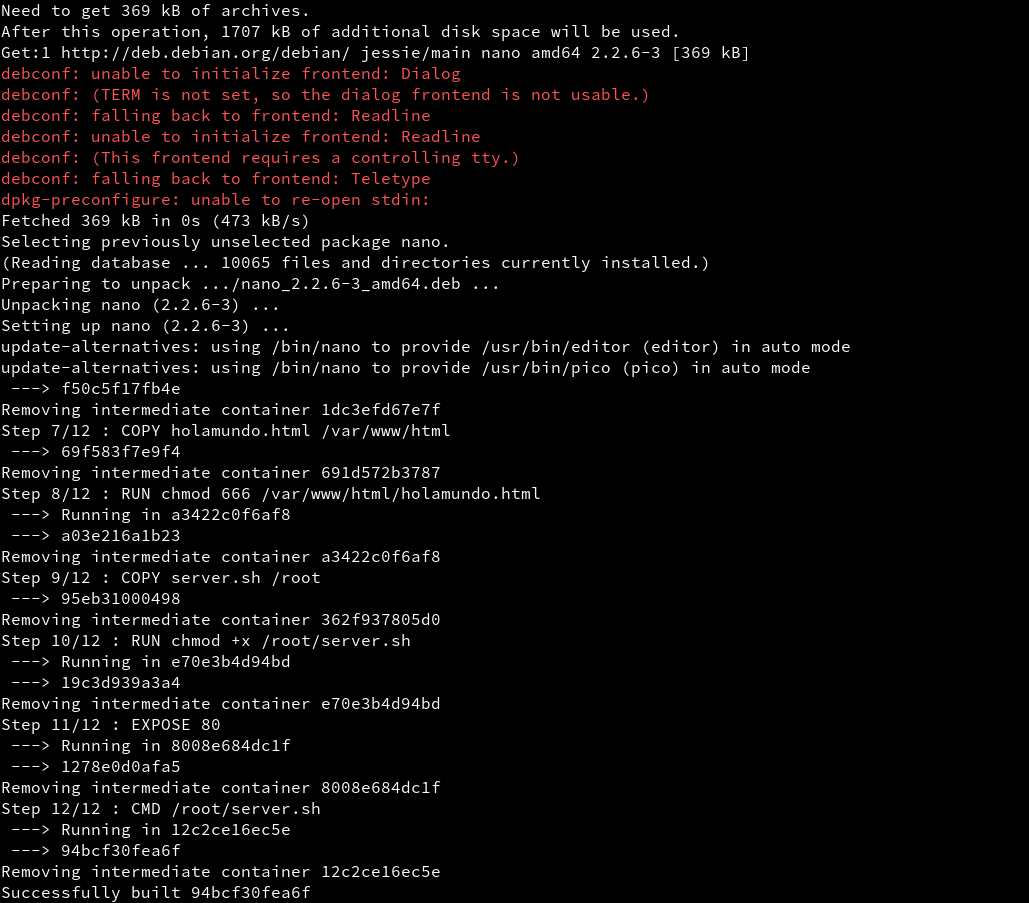 Need to get 369 kB of archives.
After this operation, 1707 kB of additional disk space will be used.
Get:1 http://deb.debian.org/debian/ jessie/main nano amd64 2.2.6-3 [369 kB]
debconf: unable to initialize frontend: Dialog
debconf: (TERM is not set, so the dialog frontend is not usable.)
debconf: falling back to frontend: Readline
debconf: unable to initialize frontend: Readline
debconf: (This frontend requires a controlling tty.)
debconf: falling back to frontend: Teletype
dpkg-preconfigure: unable to re-open stdin:
Fetched 369 kB in 0s (473 kB/s)
Selecting previously unselected package nano.
(Reading database ... 10065 files and directories currently installed.)
Preparing to unpack .../nano_2.2.6-3_amd64.deb ...
Unpacking nano (2.2.6-3) ...
Setting up nano (2.2.6-3) ...
update-alternatives: using /bin/nano to provide /usr/bin/editor (editor) in auto mode
update-alternatives: using /bin/nano to provide /usr/bin/pico (pico) in auto mode
 ---> f50c5f17fb4e
Removing intermediate container 1dc3efd67e7f
Step 7/12 : COPY holamundo.html /var/www/html
 ---> 69f583f7e9f4
Removing intermediate container 691d572b3787
Step 8/12 : RUN chmod 666 /var/www/html/holamundo.html
 ---> Running in a3422c0f6af8
 ---> a03e216a1b23
Removing intermediate container a3422c0f6af8
Step 9/12 : COPY server.sh /root
 ---> 95eb31000498
Removing intermediate container 362f937805d0
Step 10/12 : RUN chmod +x /root/server.sh
 ---> Running in e70e3b4d94bd
 ---> 19c3d939a3a4
Removing intermediate container e70e3b4d94bd
Step 11/12 : EXPOSE 80
 ---> Running in 8008e684dc1f
 ---> 1278e0d0afa5
Removing intermediate container 8008e684dc1f
Step 12/12 : CMD /root/server.sh
 ---> Running in 12c2ce16ec5e
 ---> 94bcf30fea6f
Removing intermediate container 12c2ce16ec5e
Successfully built 94bcf30fea6f